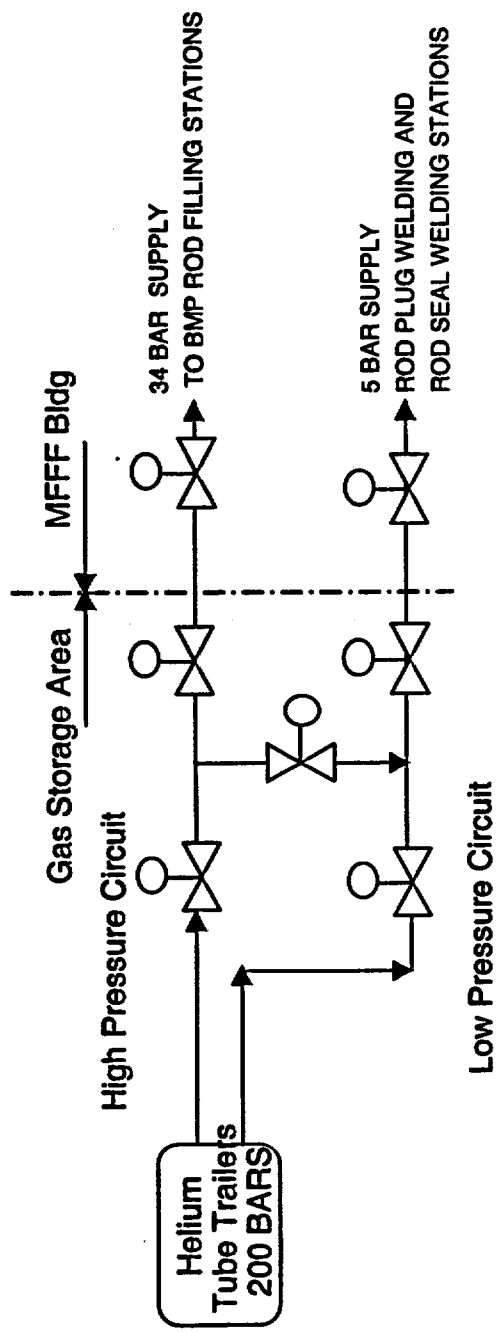 Gas Storage Area
MFFF Bldg
High Pressure Circuit
34 BAR SUPPLY
TO BMP ROD FILLING STATIONS
Helium
Tube Trailers
200 BARS
5 BAR SUPPLY
ROD PLUG WELDING AND
ROD SEAL WELDING STATIONS
Low Pressure Circuit